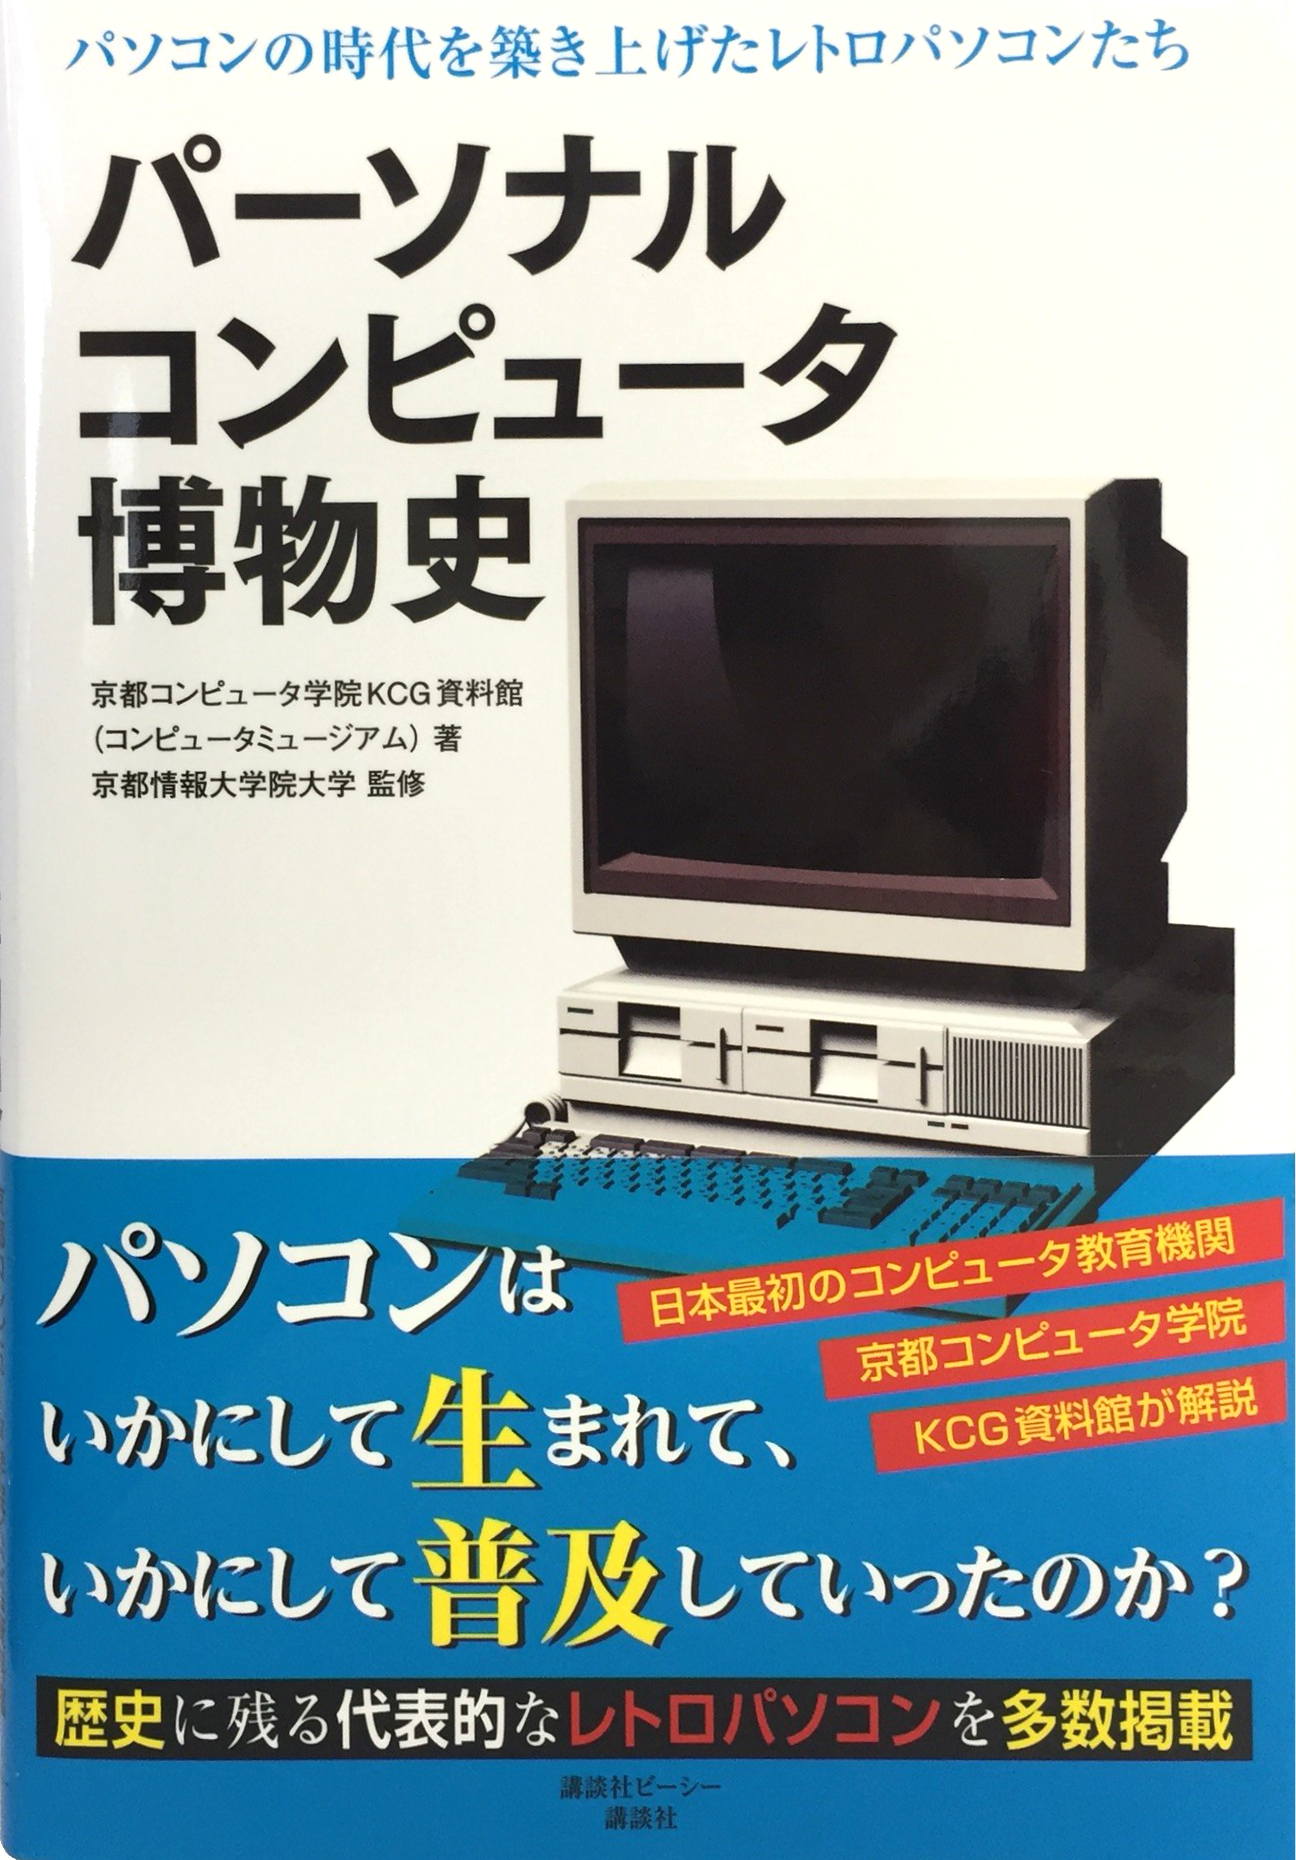 パソコンの時代を築き上げたレトロパソコンたち
パーソナル
コンピュータ
博物史
京都コンピュータ学院KCG資料館
（コンピュータミュージアム）著
京都情報大学院大学 監修
パソコンは
いかにして生まれて、
いかにして普及していったのか？
日本最初のコンピュータ教育機関
京都コンピュータ学院
KCG資料館が解説
歴史に残る代表的なレトロパソコンを多数掲載
講談社ビーシー
講談社